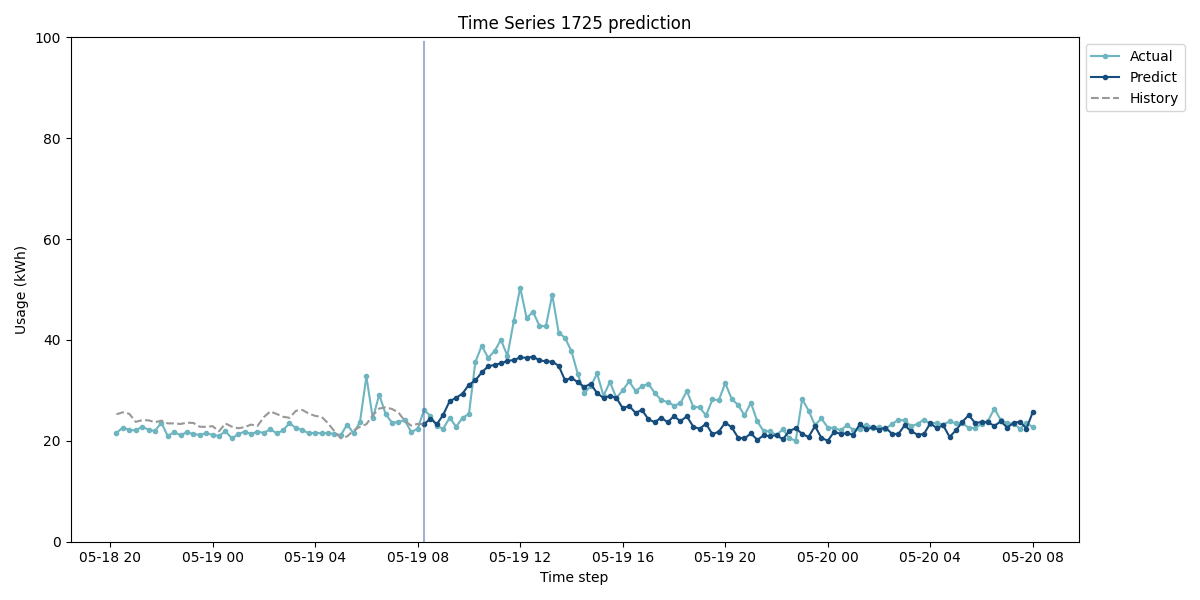 Time Series 1725 prediction
100
80
60
40
20
0
Usage (kWh)
05-18 20 05-19 00 05-19 04 05-19 08 05-19 12 05-19 16 05-19 20 05-20 00 05-20 04 05-20 08
Time step
Actual
Predict
History